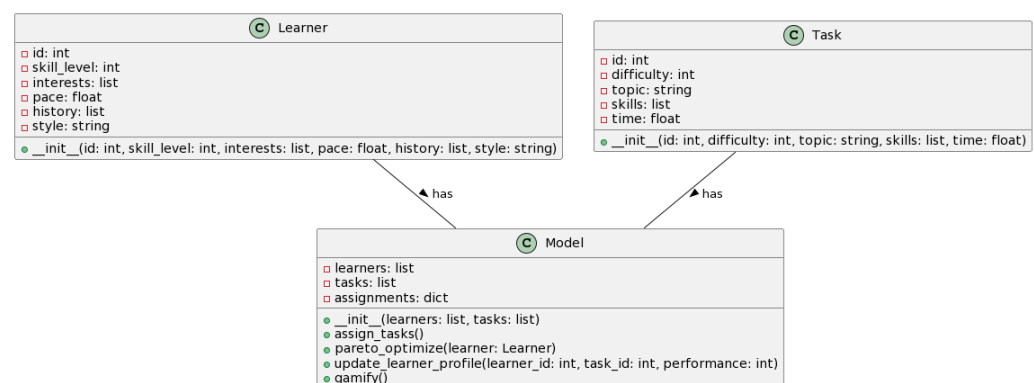 C Learner
id: int
skill_level: int
interests: list
pace: float
history: list
style: string
__init__(id: int, skill_level: int, interests: list, pace: float, history: list, style: string)
C Task
id: int
difficulty: int
topic: string
skills: list
time: float
__init__(id: int, difficulty: int, topic: string, skills: list, time: float)
has
has
C Model
learners: list
tasks: list
assignments: dict
__init__(learners: list, tasks: list)
assign_tasks()
pareto_optimize(learner: Learner)
update_learner_profile(learner_id: int, task_id: int, performance: int)
gamify()